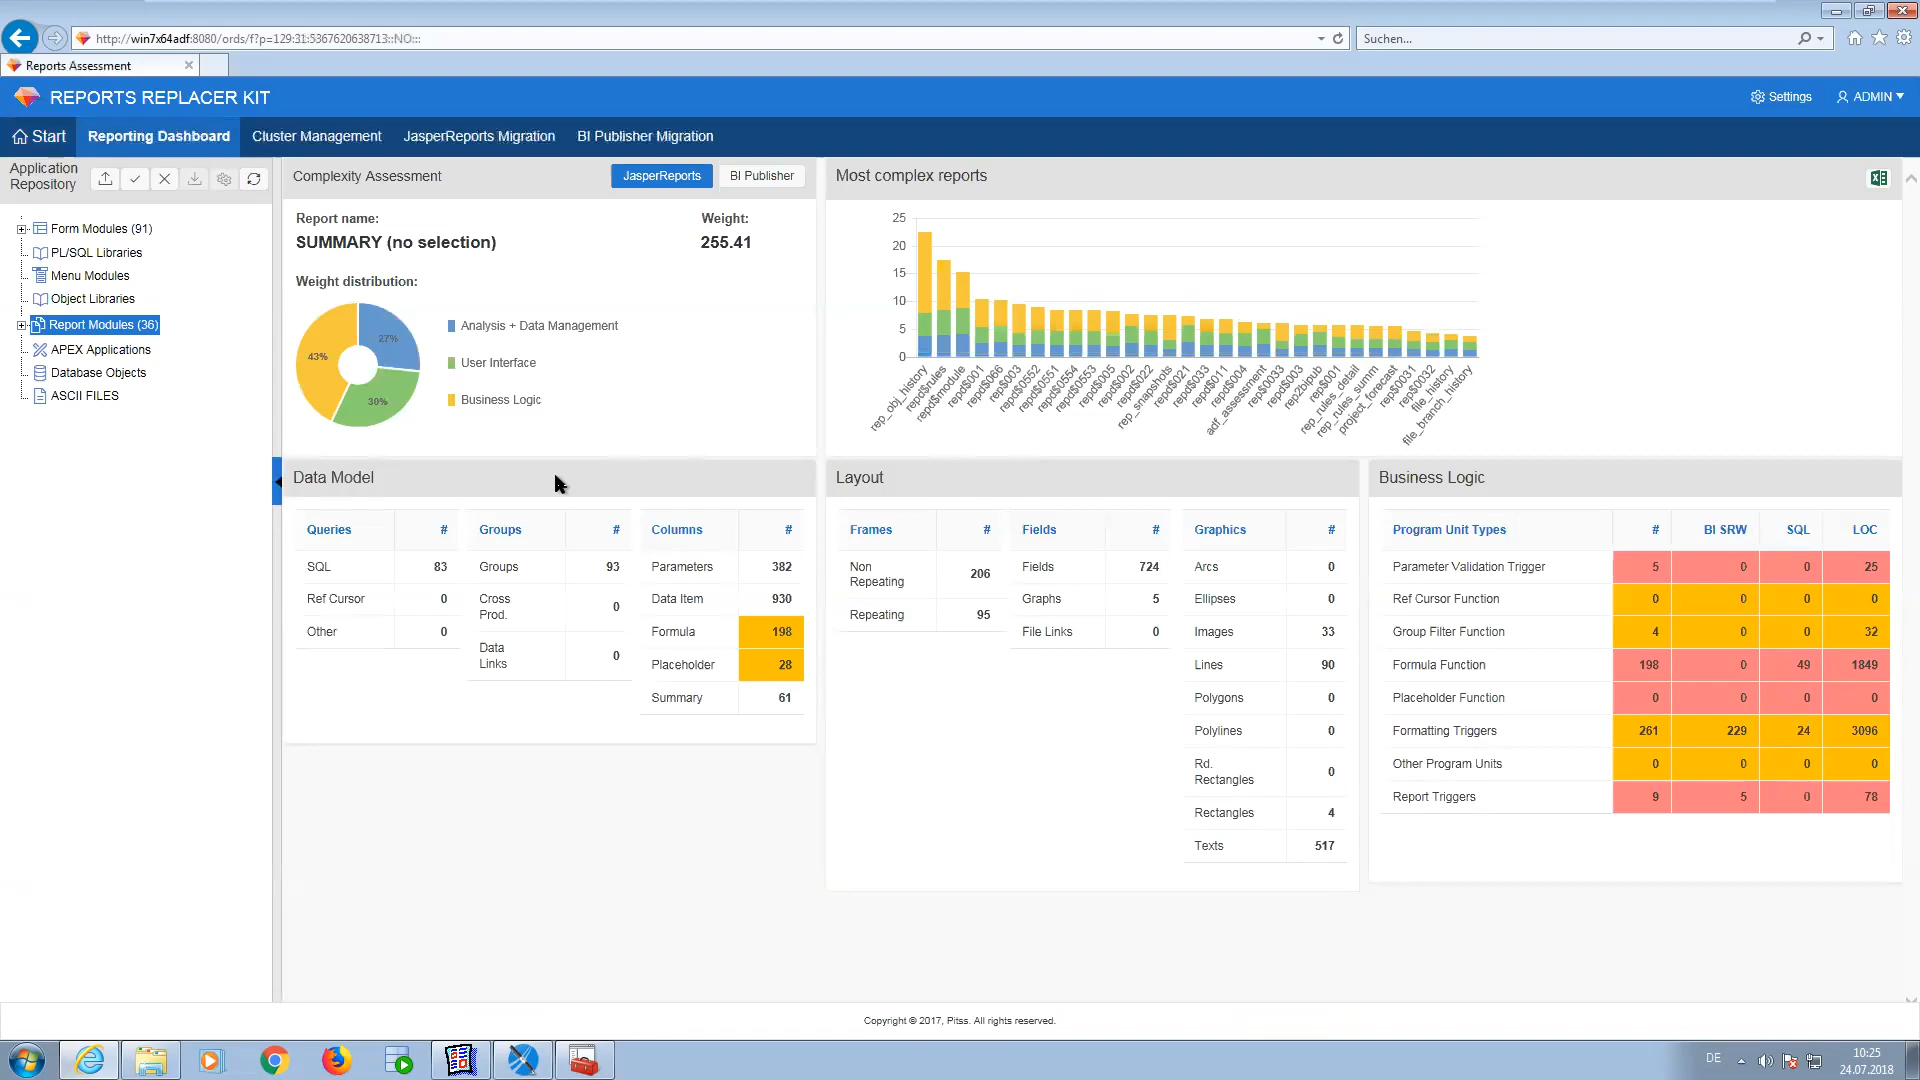 http://win7x64adf:8080/ords/f?p=129:31:5367620638713::NO:::
Suchen...
Reports Assessment
REPORTS REPLACER KIT
Settings
ADMIN
Start
Reporting Dashboard
Cluster Management
JasperReports Migration
BI Publisher Migration
Application
Repository
Form Modules (91)
PL/SQL Libraries
Menu Modules
Object Libraries
Report Modules (36)
APEX Applications
Database Objects
ASCII FILES
Complexity Assessment
JasperReports
BI Publisher
Report name:
Weight:
SUMMARY (no selection)
255.41
Weight distribution:
27%
43%
30%
Analysis + Data Management
User Interface
Business Logic
Most complex reports
25
20
15
10
5
0
rep_obj_history
repd$rules
repd$module
repd$001
repd$066
rep$003
repd$0552
repd$0551
repd$0554
repd$0553
repd$005
repd$002
repd$022
rep_snapshots
repd$021
repd$033
repd$011
repd$004
adf_assessment
rep$0033
repd$003
rep2bipub
rep$001
rep_rules_detail
rep_rules_summ
project_forecast
rep$0031
rep$0032
file_history
file_branch_history
Data Model
Queries #
SQL 83
Ref Cursor 0
Other 0
Groups #
Groups 93
Cross
Prod. 0
Data
Links 0
Columns #
Parameters 382
Data Item 930
Formula 198
Placeholder 28
Summary 61
Layout
Frames #
Non
Repeating 206
Repeating 95
Fields #
Fields 724
Graphs 5
File Links 0
Graphics #
Arcs 0
Ellipses 0
Images 33
Lines 90
Polygons 0
Polylines 0
Rd.
Rectangles 0
Rectangles 4
Texts 517
Business Logic
Program Unit Types # BI SRW SQL LOC
Parameter Validation Trigger 5 0 0 25
Ref Cursor Function 0 0 0 0
Group Filter Function 4 0 0 32
Formula Function 198 0 49 1849
Placeholder Function 0 0 0 0
Formatting Triggers 261 229 24 3096
Other Program Units 0 0 0 0
Report Triggers 9 5 0 78
Copyright © 2017, Pitss. All rights reserved.
DE
10:25
24.07.2018